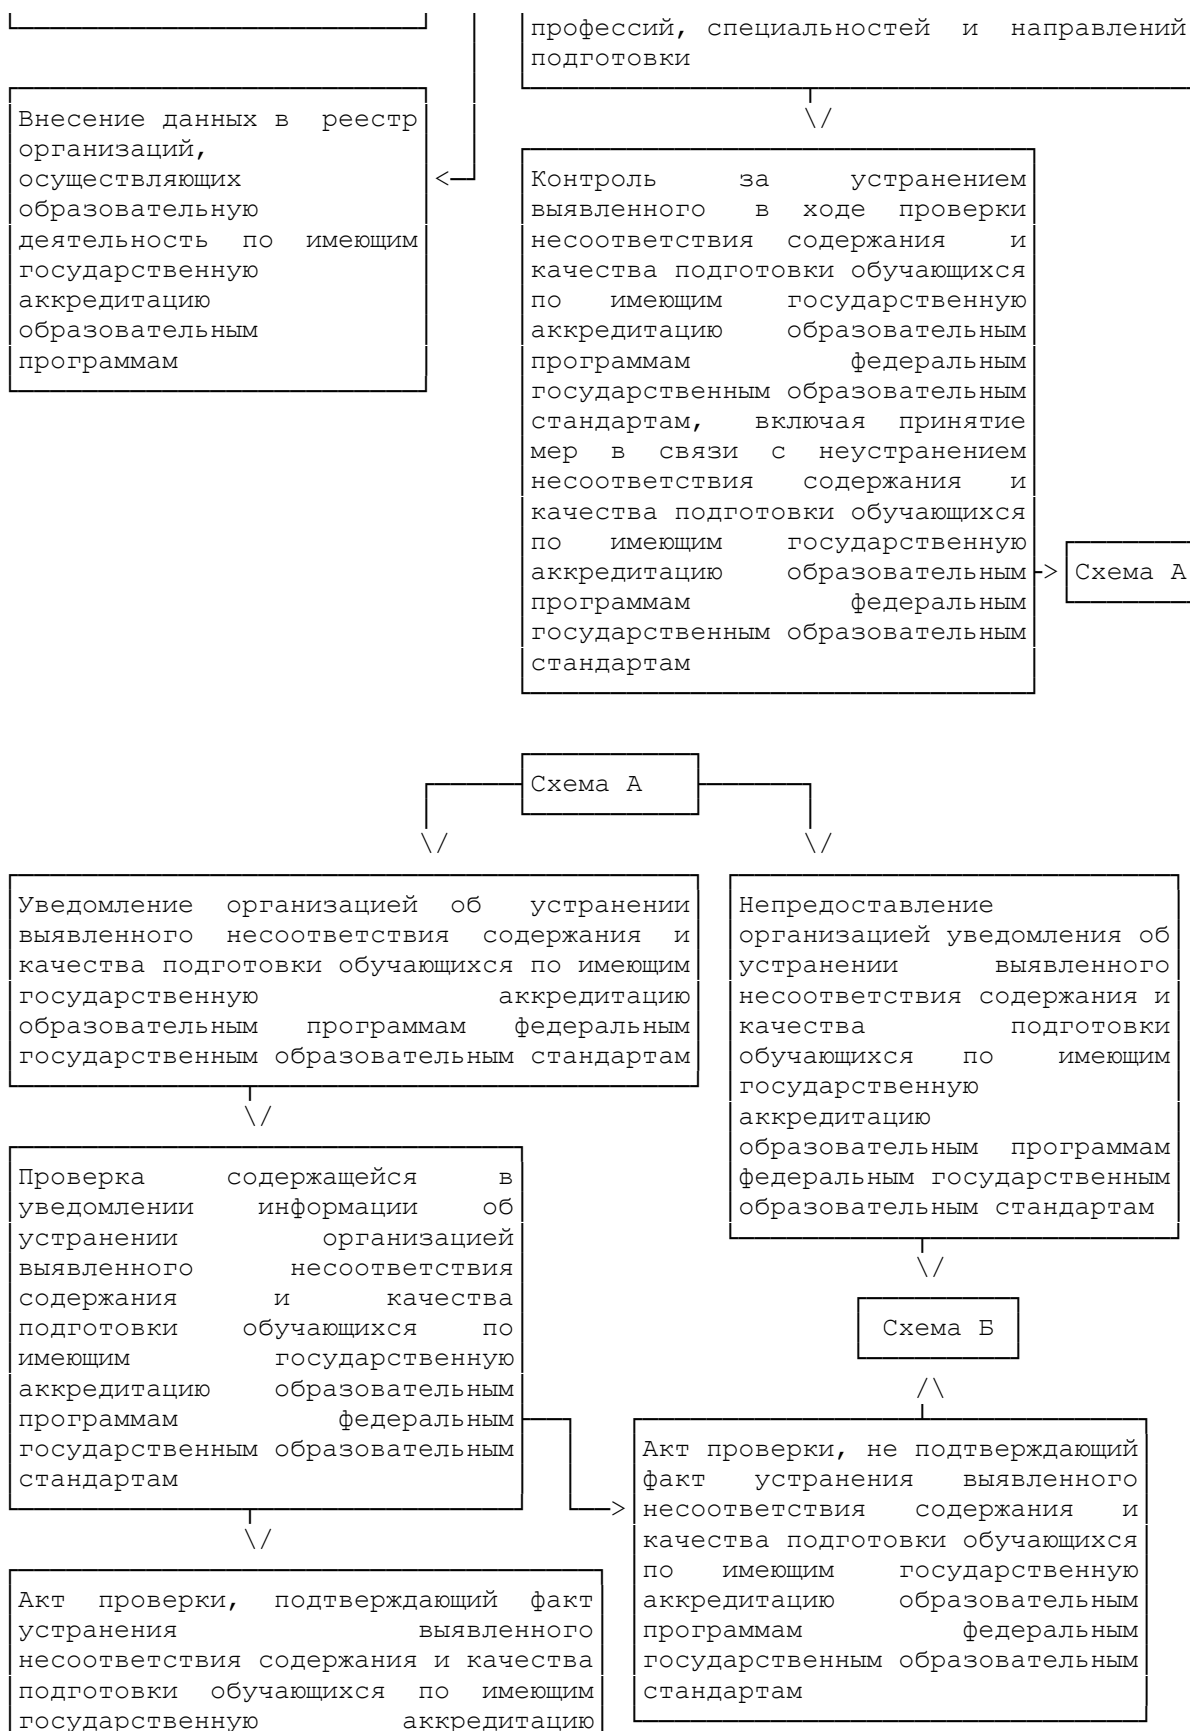 профессий, специальностей и направлений
подготовки
Внесение данных в реестр
организаций,
осуществляющих
образовательную
деятельность по имеющим
государственную
аккредитацию
образовательным
программам
Контроль за устранением
выявленного в ходе проверки
несоответствия содержания и
качества подготовки обучающихся
по имеющим государственную
аккредитацию образовательным
программам федеральным
государственным образовательным
стандартам, включая принятие
мер в связи с неустранением
несоответствия содержания и
качества подготовки обучающихся
по имеющим государственную
аккредитацию образовательным
программам федеральным
государственным образовательным
стандартам
Схема А
Схема А
Уведомление организацией об устранении
выявленного несоответствия содержания и
качества подготовки обучающихся по имеющим
государственную аккредитацию
образовательным программам федеральным
государственным образовательным стандартам
Непредоставление
организацией уведомления об
устранении выявленного
несоответствия содержания и
качества подготовки
обучающихся по имеющим
государственную
аккредитацию
образовательным программам
федеральным государственным
образовательным стандартам
Проверка содержащейся в
уведомлении информации об
устранении организацией
выявленного несоответствия
содержания и качества
подготовки обучающихся по
имеющим государственную
аккредитацию образовательным
программам федеральным
государственным образовательным
стандартам
Схема Б
Акт проверки, не подтверждающий
факт устранения выявленного
несоответствия содержания и
качества подготовки обучающихся
по имеющим государственную
аккредитацию образовательным
программам федеральным
государственным образовательным
стандартам
Акт проверки, подтверждающий факт
устранения выявленного
несоответствия содержания и качества
подготовки обучающихся по имеющим
государственную аккредитацию